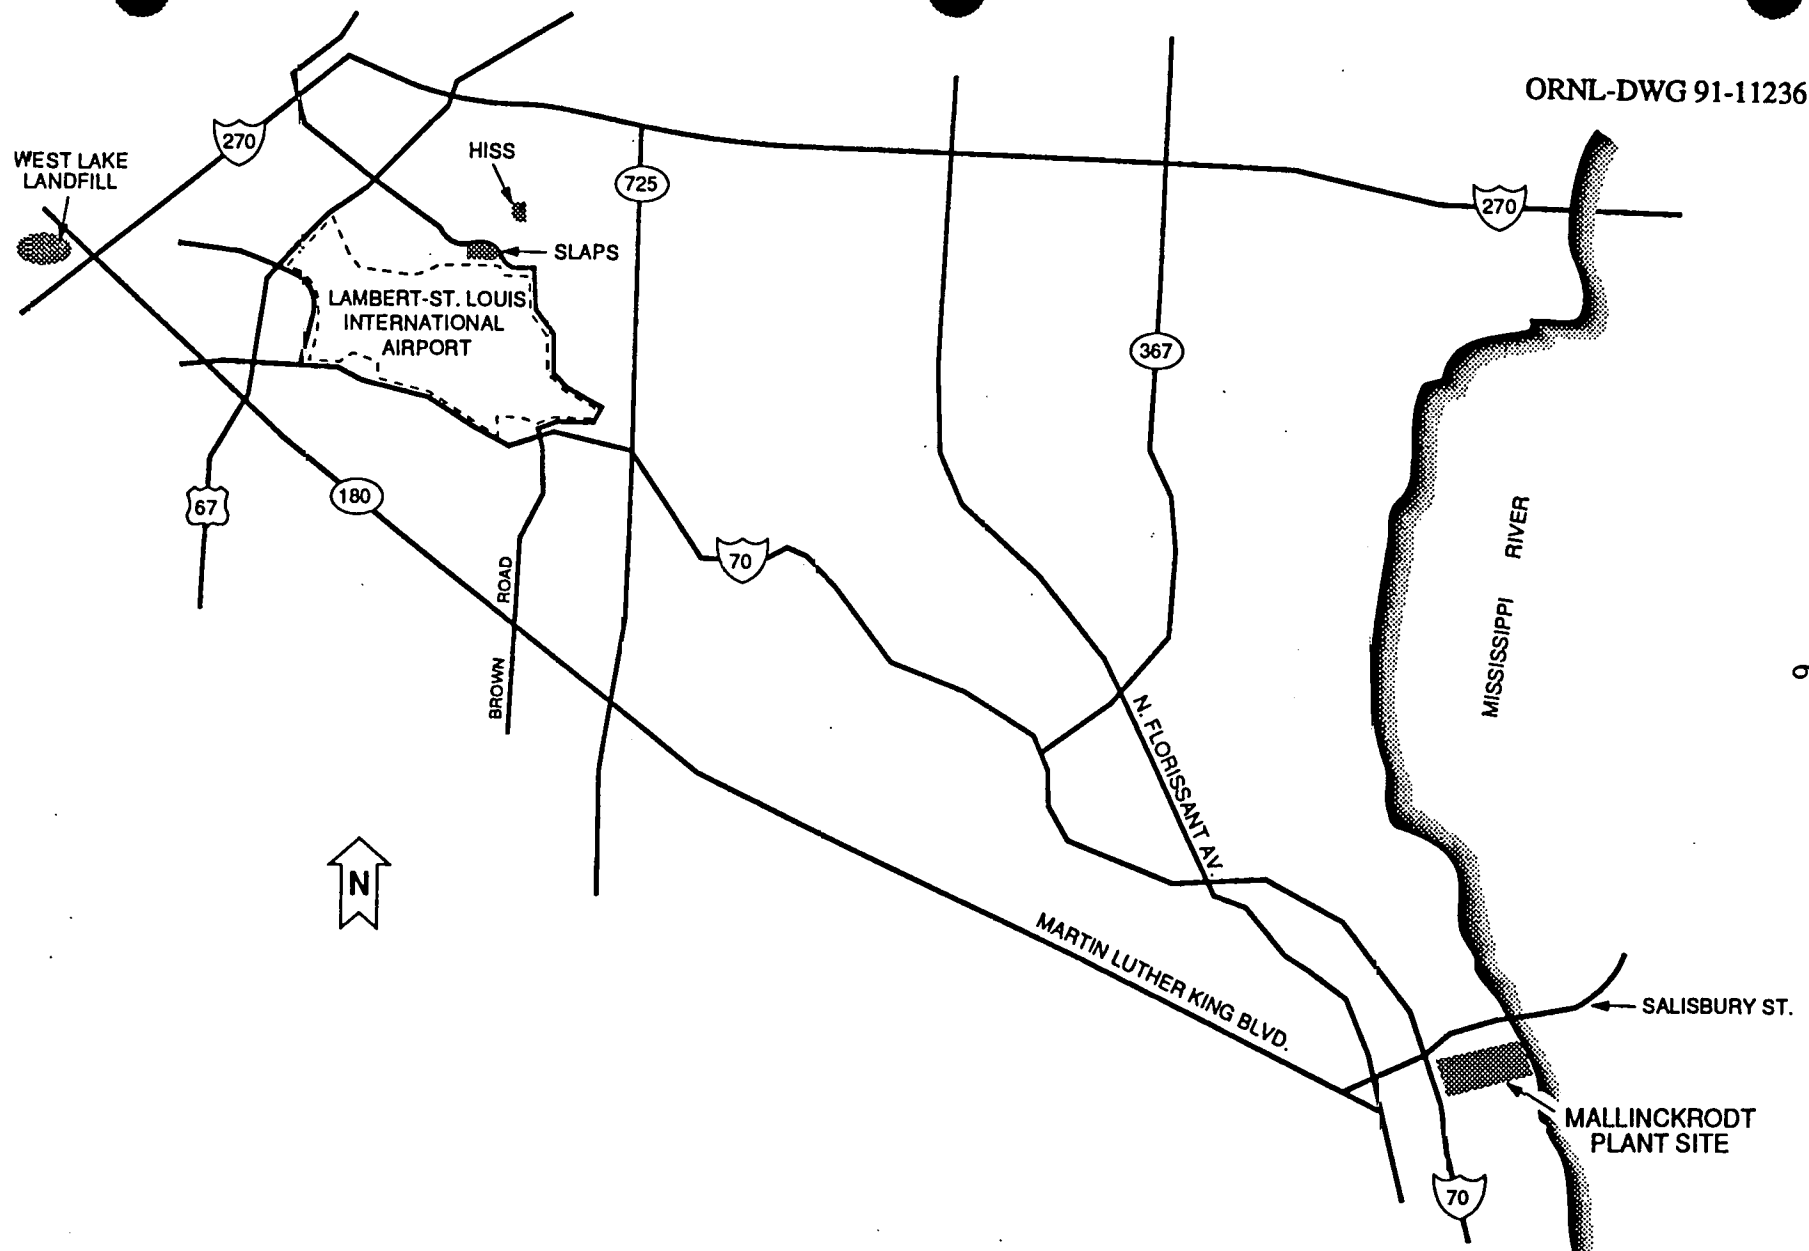 ORNL-DWG 91-11236
270
WEST LAKE
LANDFILL
HISS
725
270
SLAPS
LAMBERT-ST. LOUIS
INTERNATIONAL
AIRPORT
367
67
180
70
BROWN ROAD
MISSISSIPPI RIVER
9
N. FLORISSANT AV.
N
MARTIN LUTHER KING BLVD.
SALISBURY ST.
MALLINCKRODT
PLANT SITE
70